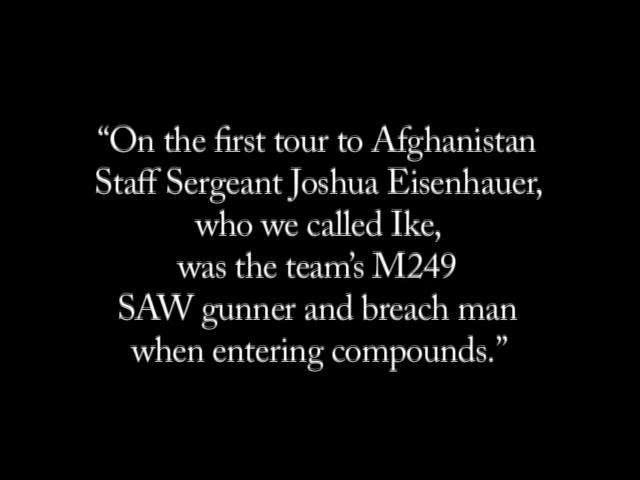 “On the first tour to Afghanistan
Staff Sergeant Joshua Eisenhauer,
who we called Ike,
was the team’s M249
SAW gunner and breach man
when entering compounds.”